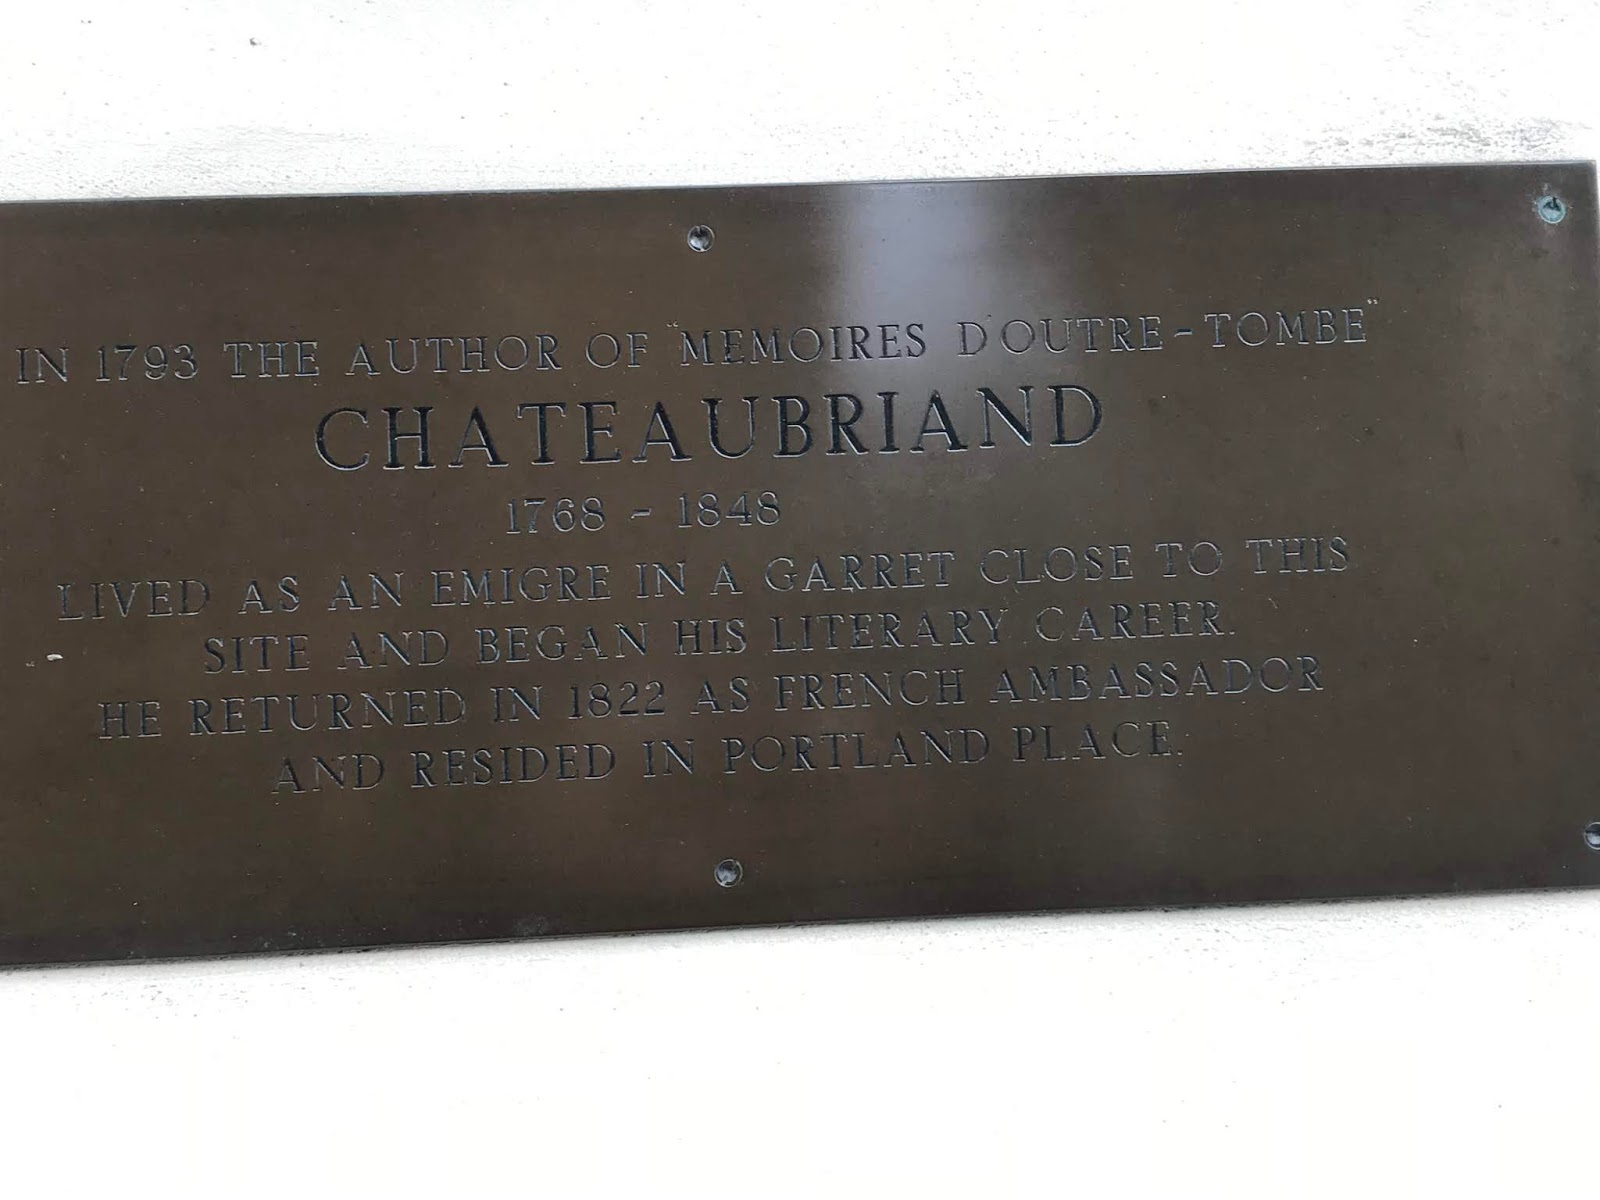 IN 1793 THE AUTHOR OF "MEMOIRES D'OUTRE-TOMBE"
CHATEAUBRIAND
1768 - 1848
LIVED AS AN EMIGRE IN A GARRET CLOSE TO THIS
SITE AND BEGAN HIS LITERARY CAREER.
HE RETURNED IN 1822 AS FRENCH AMBASSADOR
AND RESIDED IN PORTLAND PLACE.